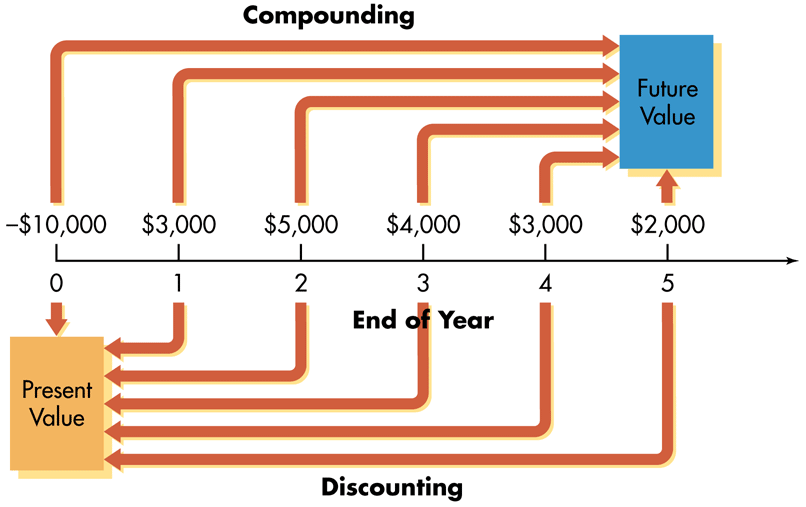 Compounding
Future
Value
–$10,000 $3,000 $5,000 $4,000 $3,000 $2,000
0 1 2 3 4 5
End of Year
Present
Value
Discounting